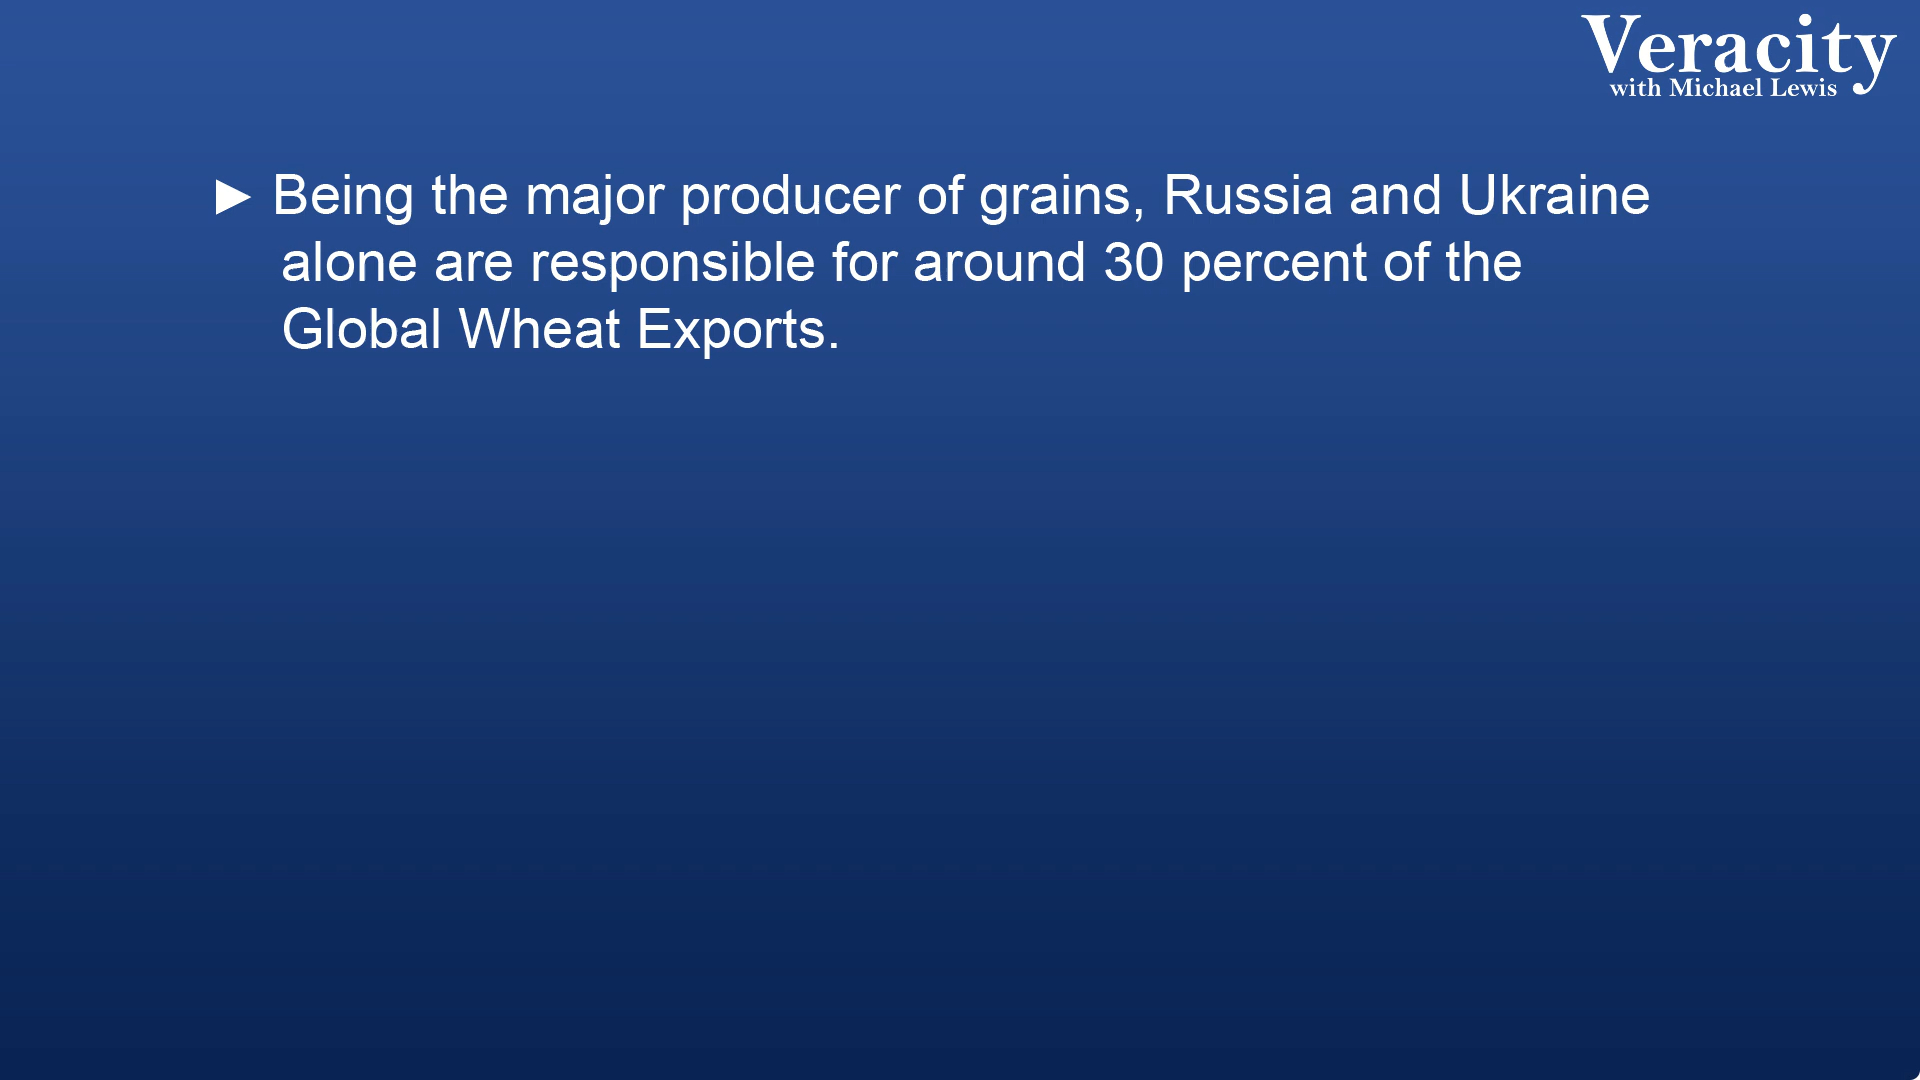 Veracity
with Michael Lewis
► Being the major producer of grains, Russia and Ukraine
alone are responsible for around 30 percent of the
Global Wheat Exports.